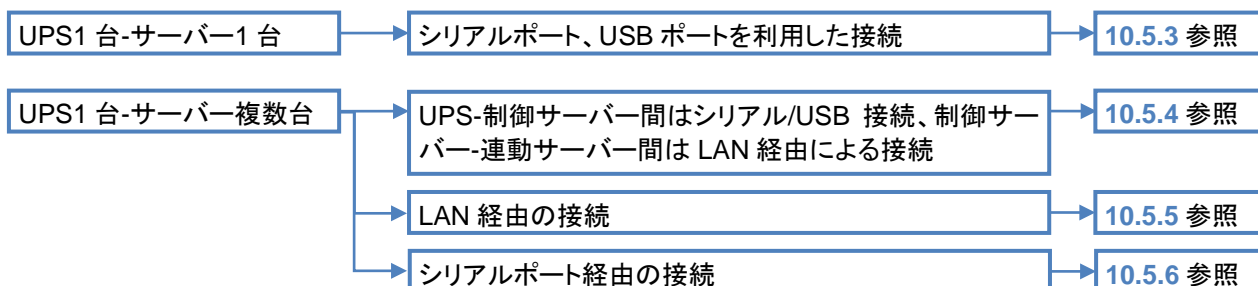 UPS1 台-サーバー1 台
シリアルポート、USB ポートを利用した接続
10.5.3 参照
UPS1 台-サーバー複数台
UPS-制御サーバー間はシリアル/USB 接続、制御サー
バー-連動サーバー間は LAN 経由による接続
10.5.4 参照
LAN 経由の接続
10.5.5 参照
シリアルポート経由の接続
10.5.6 参照